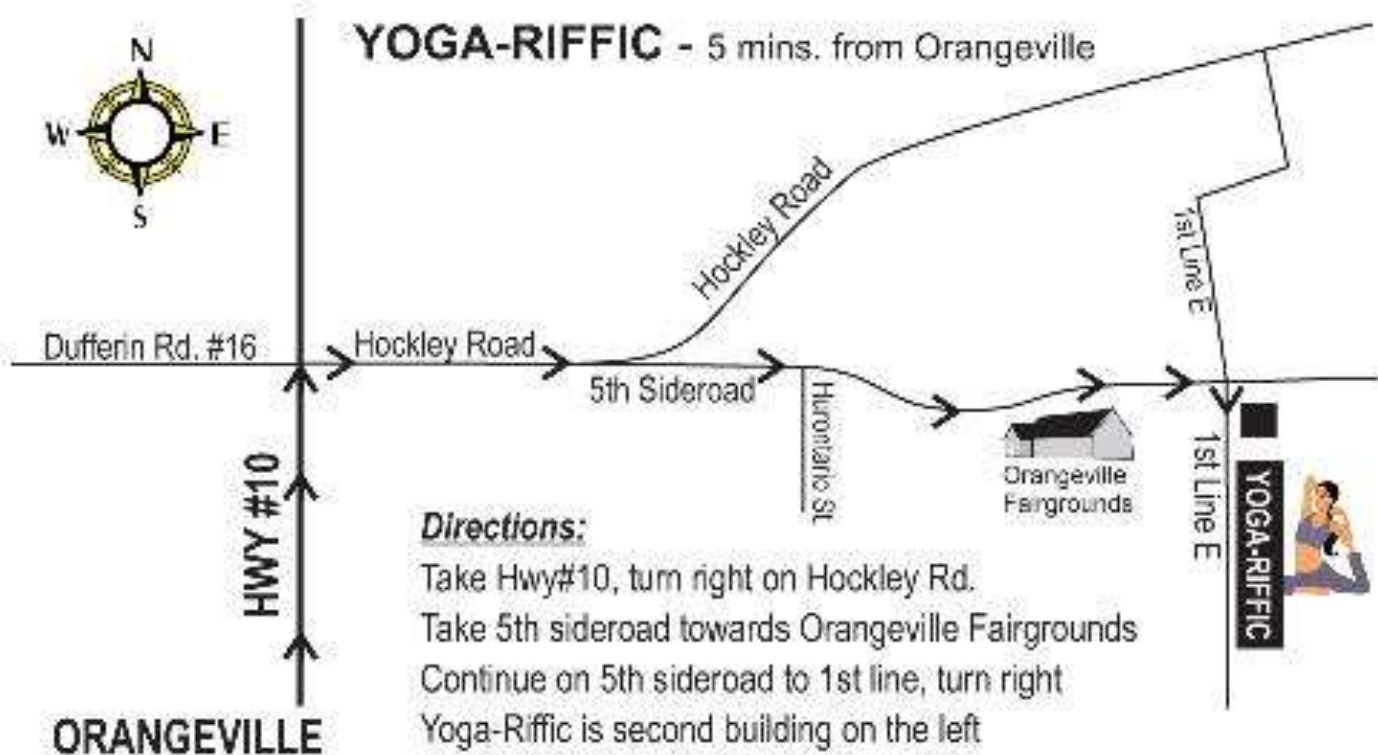 YOGA-RIFFIC - 5 mins. from Orangeville
N
W E
S
Hockley Road
1st Line E
Dufferin Rd. #16
Hockley Road
5th Sideroad
Hurontario St.
Orangeville
Fairgrounds
1st Line E
YOGA-RIFFIC
HWY #10
Directions:
Take Hwy#10, turn right on Hockley Rd.
Take 5th sideroad towards Orangeville Fairgrounds
Continue on 5th sideroad to 1st line, turn right
Yoga-Riffic is second building on the left
ORANGEVILLE